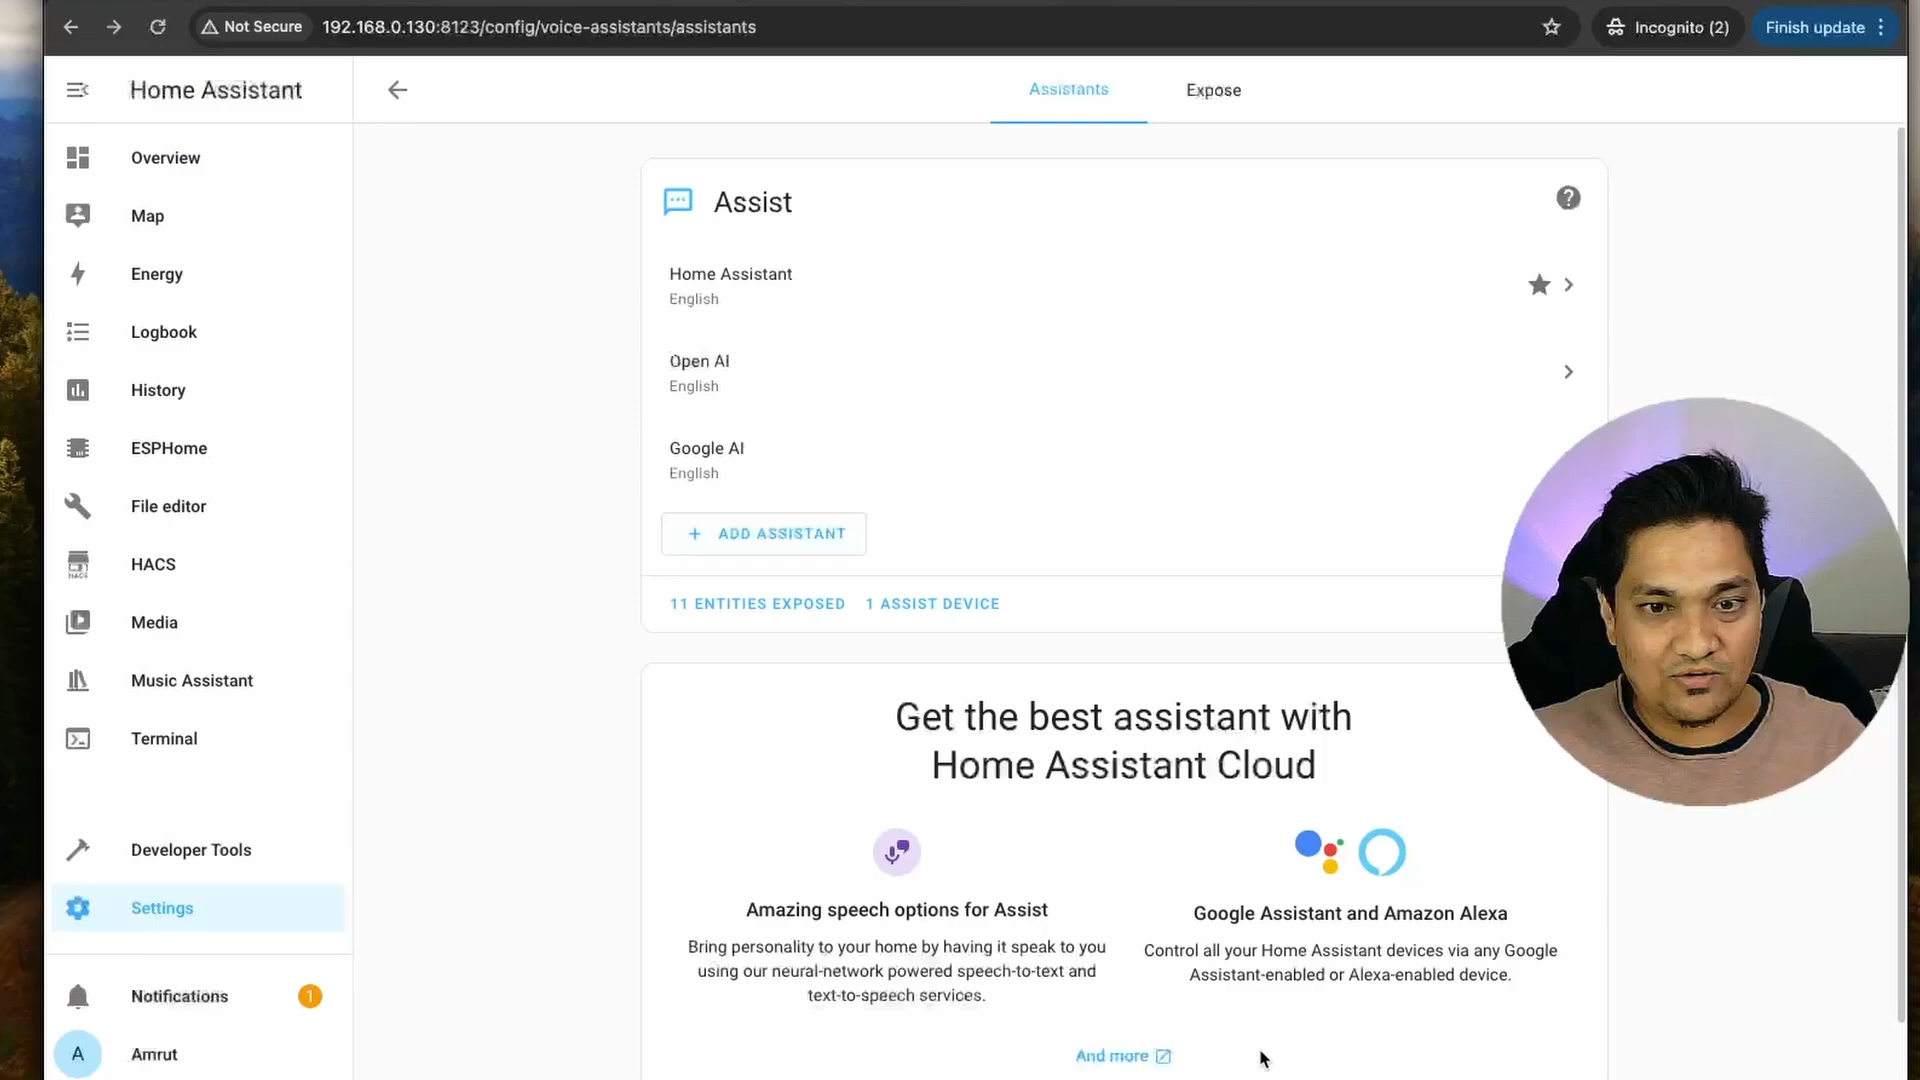 Not Secure
192.168.0.130:8123/config/voice-assistants/assistants
Incognito (2)
Finish update
Home Assistant
Assistants
Expose
Overview
Map
Energy
Logbook
History
ESPHome
File editor
HACS
HACS
Media
Music Assistant
Terminal
Developer Tools
Settings
Notifications
1
A
Amrut
Assist
Home Assistant
English
Open AI
English
Google AI
English
+ ADD ASSISTANT
11 ENTITIES EXPOSED 1 ASSIST DEVICE
Get the best assistant with
Home Assistant Cloud
Amazing speech options for Assist
Bring personality to your home by having it speak to you
using our neural-network powered speech-to-text and
text-to-speech services.
Google Assistant and Amazon Alexa
Control all your Home Assistant devices via any Google
Assistant-enabled or Alexa-enabled device.
And more